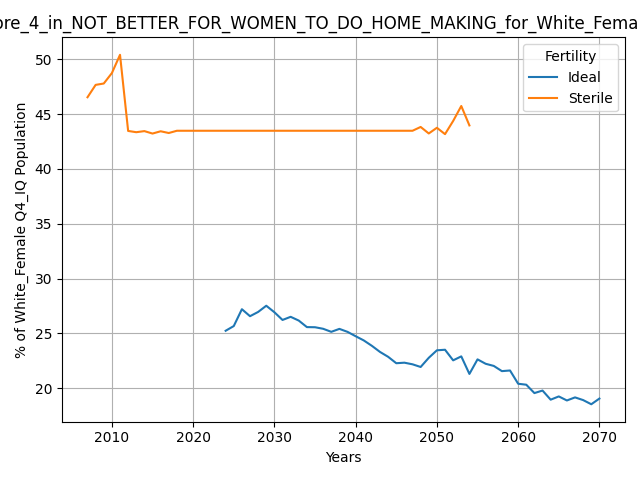 ore_4_in_NOT_BETTER_FOR_WOMEN_TO_DO_HOME_MAKING_for_White_Fema
Fertility
Ideal
Sterile
% of White_Female Q4_IQ Population
50
45
40
35
30
25
20
2010 2020 2030 2040 2050 2060 2070
Years